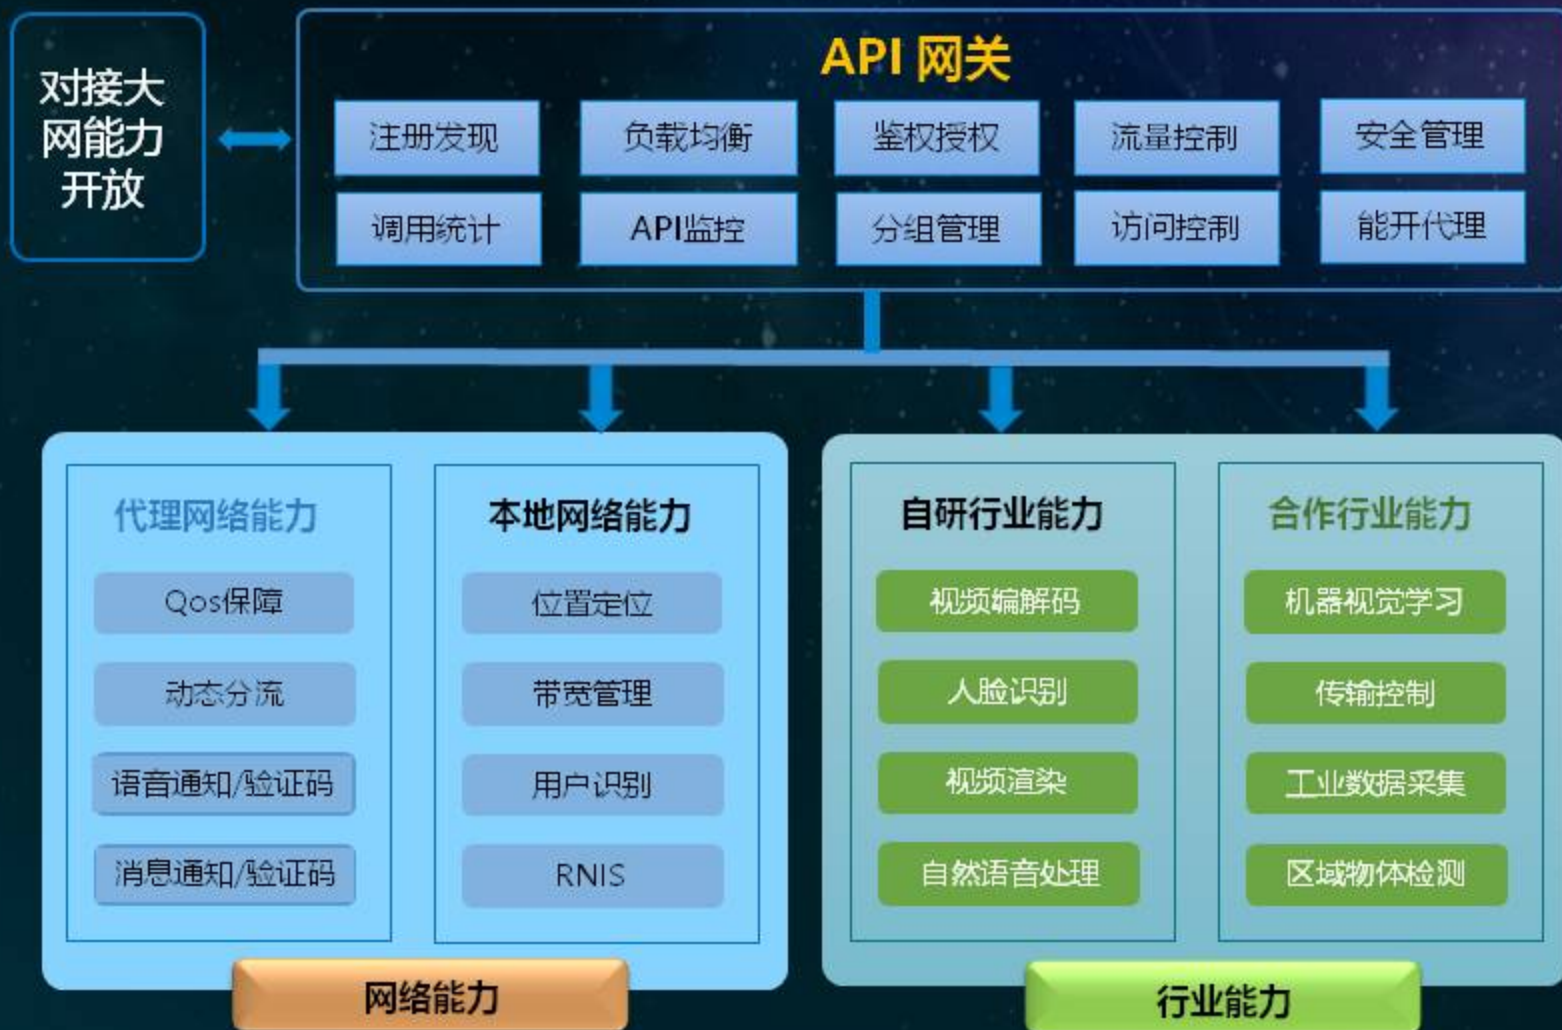 对接大
网能力
开放
API 网关
注册发现
负载均衡
鉴权授权
流量控制
安全管理
调用统计
API监控
分组管理
访问控制
能开代理
代理网络能力
Qos保障
动态分流
语音通知/验证码
消息通知/验证码
本地网络能力
位置定位
带宽管理
用户识别
RNIS
网络能力
自研行业能力
视频编解码
人脸识别
视频渲染
自然语音处理
合作行业能力
机器视觉学习
传输控制
工业数据采集
区域物体检测
行业能力